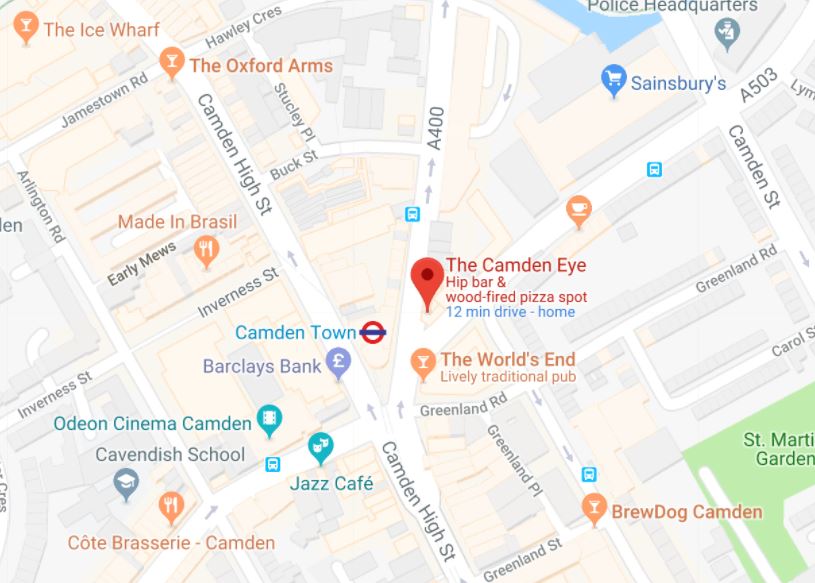 Police Headquarters
The Ice Wharf
Hawley Cres
The Oxford Arms
Jamestown Rd
Stucley Pl
Sainsbury's
A503
Camden High St
A400
Buck St
Camden St
Arlington Rd
Made In Brasil
Early Mews
Greenland Rd
Inverness St
The Camden Eye
Hip bar &
wood-fired pizza spot
12 min drive - home
Camden Town
Carol S
Barclays Bank
£
The World's End
Lively traditional pub
Inverness St
Greenland Rd
Odeon Cinema Camden
Cavendish School
Greenland Pl
St. Marti
Garden
Jazz Café
Camden High St
BrewDog Camden
Côte Brasserie - Camden
Greenland St